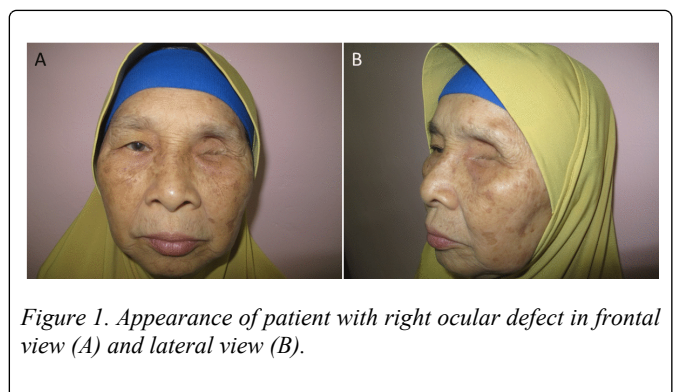 A
B
Figure 1. Appearance of patient with right ocular defect in frontal
view (A) and lateral view (B).